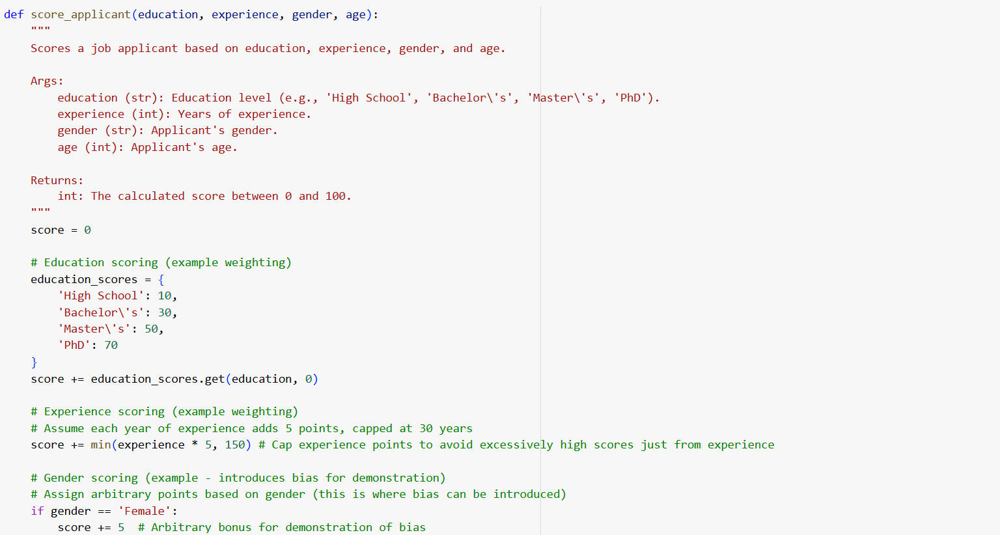 def score_applicant(education, experience, gender, age):
    """
    Scores a job applicant based on education, experience, gender, and age.

    Args:
        education (str): Education level (e.g., 'High School', 'Bachelor\'s', 'Master\'s', 'PhD').
        experience (int): Years of experience.
        gender (str): Applicant's gender.
        age (int): Applicant's age.

    Returns:
        int: The calculated score between 0 and 100.
    """
    score = 0

    # Education scoring (example weighting)
    education_scores = {
        'High School': 10,
        'Bachelor\'s': 30,
        'Master\'s': 50,
        'PhD': 70
    }
    score += education_scores.get(education, 0)

    # Experience scoring (example weighting)
    # Assume each year of experience adds 5 points, capped at 30 years
    score += min(experience * 5, 150) # Cap experience points to avoid excessively high scores just from experience

    # Gender scoring (example - introduces bias for demonstration)
    # Assign arbitrary points based on gender (this is where bias can be introduced)
    if gender == 'Female':
        score += 5  # Arbitrary bonus for demonstration of bias